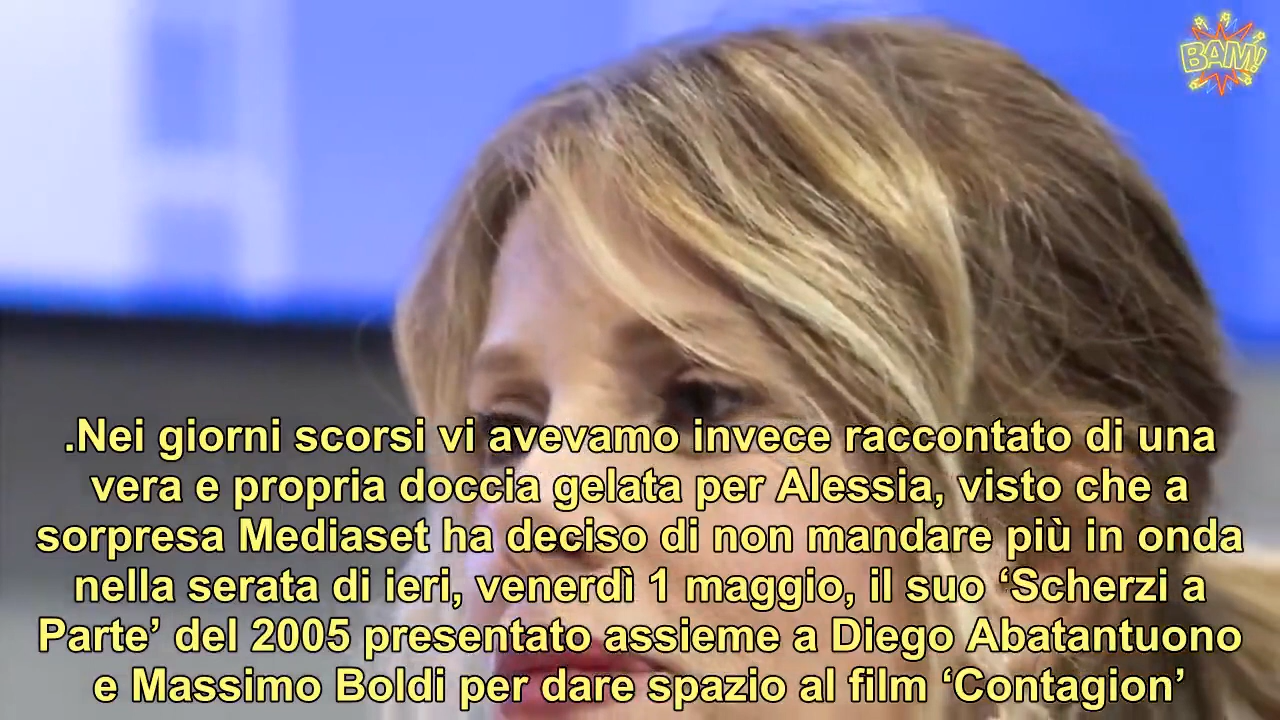 BAM!
.Nei giorni scorsi vi avevamo invece raccontato di una
vera e propria doccia gelata per Alessia, visto che a
sorpresa Mediaset ha deciso di non mandare più in onda
nella serata di ieri, venerdì 1 maggio, il suo ‘Scherzi a
Parte’ del 2005 presentato assieme a Diego Abatantuono
e Massimo Boldi per dare spazio al film ‘Contagion’